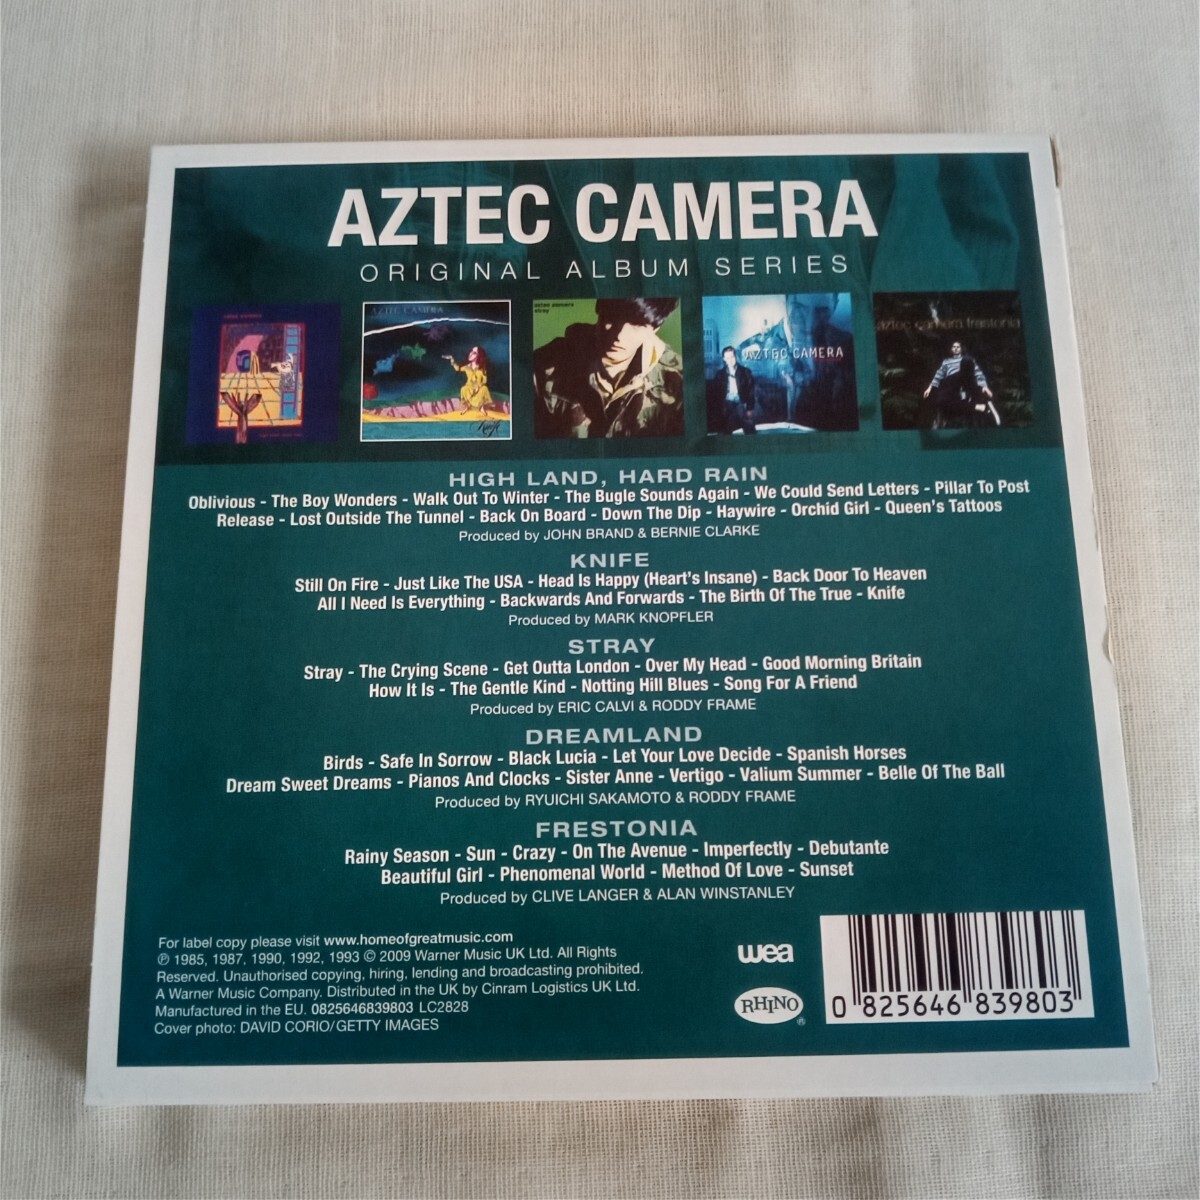 AZTEC CAMERA
ORIGINAL ALBUM SERIES
AZTEC CAMERA
Knife
aztec camera
stray
AZTEC CAMERA
aztec camera frestonia
HIGH LAND, HARD RAIN
Oblivious - The Boy Wonders - Walk Out To Winter - The Bugle Sounds Again - We Could Send Letters - Pillar To Post
Release - Lost Outside The Tunnel - Back On Board - Down The Dip - Haywire - Orchid Girl - Queen's Tattoos
Produced by JOHN BRAND & BERNIE CLARKE
KNIFE
Still On Fire - Just Like The USA - Head Is Happy (Heart's Insane) - Back Door To Heaven
All I Need Is Everything - Backwards And Forwards - The Birth Of The True - Knife
Produced by MARK KNOPFLER
STRAY
Stray - The Crying Scene - Get Outta London - Over My Head - Good Morning Britain
How It Is - The Gentle Kind - Notting Hill Blues - Song For A Friend
Produced by ERIC CALVI & RODDY FRAME
DREAMLAND
Birds - Safe In Sorrow - Black Lucia - Let Your Love Decide - Spanish Horses
Dream Sweet Dreams - Pianos And Clocks - Sister Anne - Vertigo - Valium Summer - Belle Of The Ball
Produced by RYUICHI SAKAMOTO & RODDY FRAME
FRESTONIA
Rainy Season - Sun - Crazy - On The Avenue - Imperfectly - Debutante
Beautiful Girl - Phenomenal World - Method Of Love - Sunset
Produced by CLIVE LANGER & ALAN WINSTANLEY
For label copy please visit www.homeofgreatmusic.com
℗ 1985, 1987, 1990, 1992, 1993 © 2009 Warner Music UK Ltd. All Rights
Reserved. Unauthorised copying, hiring, lending and broadcasting prohibited.
A Warner Music Company. Distributed in the UK by Cinram Logistics UK Ltd.
Manufactured in the EU. 0825646839803 LC2828
Cover photo: DAVID CORIO/GETTY IMAGES
wea
RHINO ®
0 825646 839803